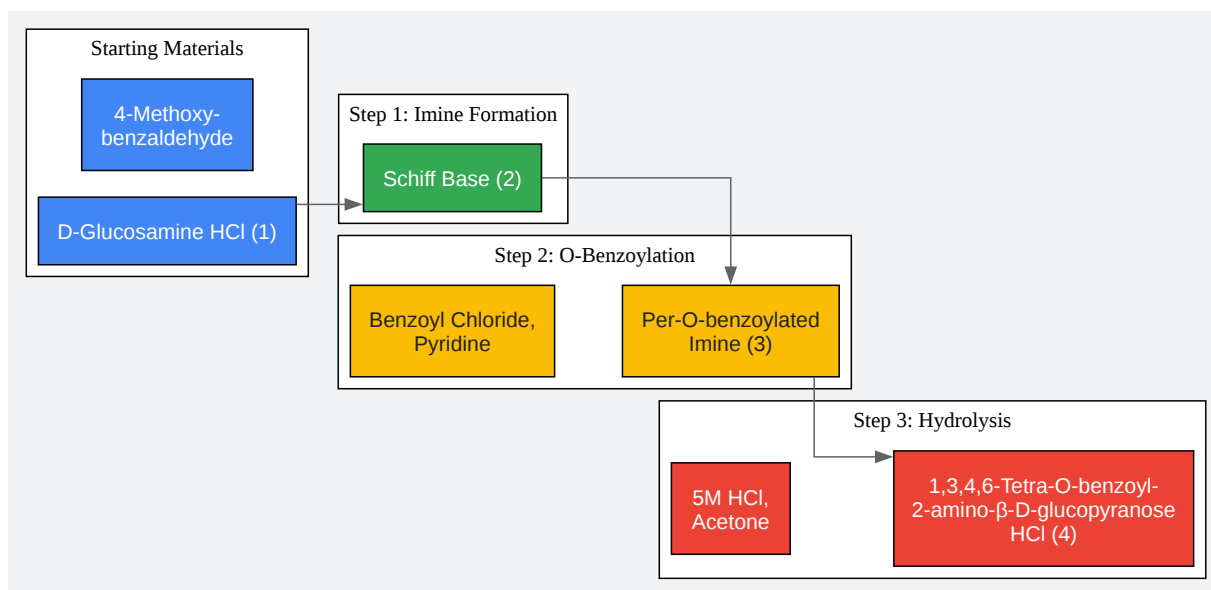 Starting Materials
4-Methoxy-
benzaldehyde
D-Glucosamine HCl (1)
Step 1: Imine Formation
Schiff Base (2)
Step 2: O-Benzoylation
Benzoyl Chloride,
Pyridine
Per-O-benzoylated
Imine (3)
Step 3: Hydrolysis
5M HCl,
Acetone
1,3,4,6-Tetra-O-benzoyl-
2-amino-β-D-glucopyranose
HCl (4)